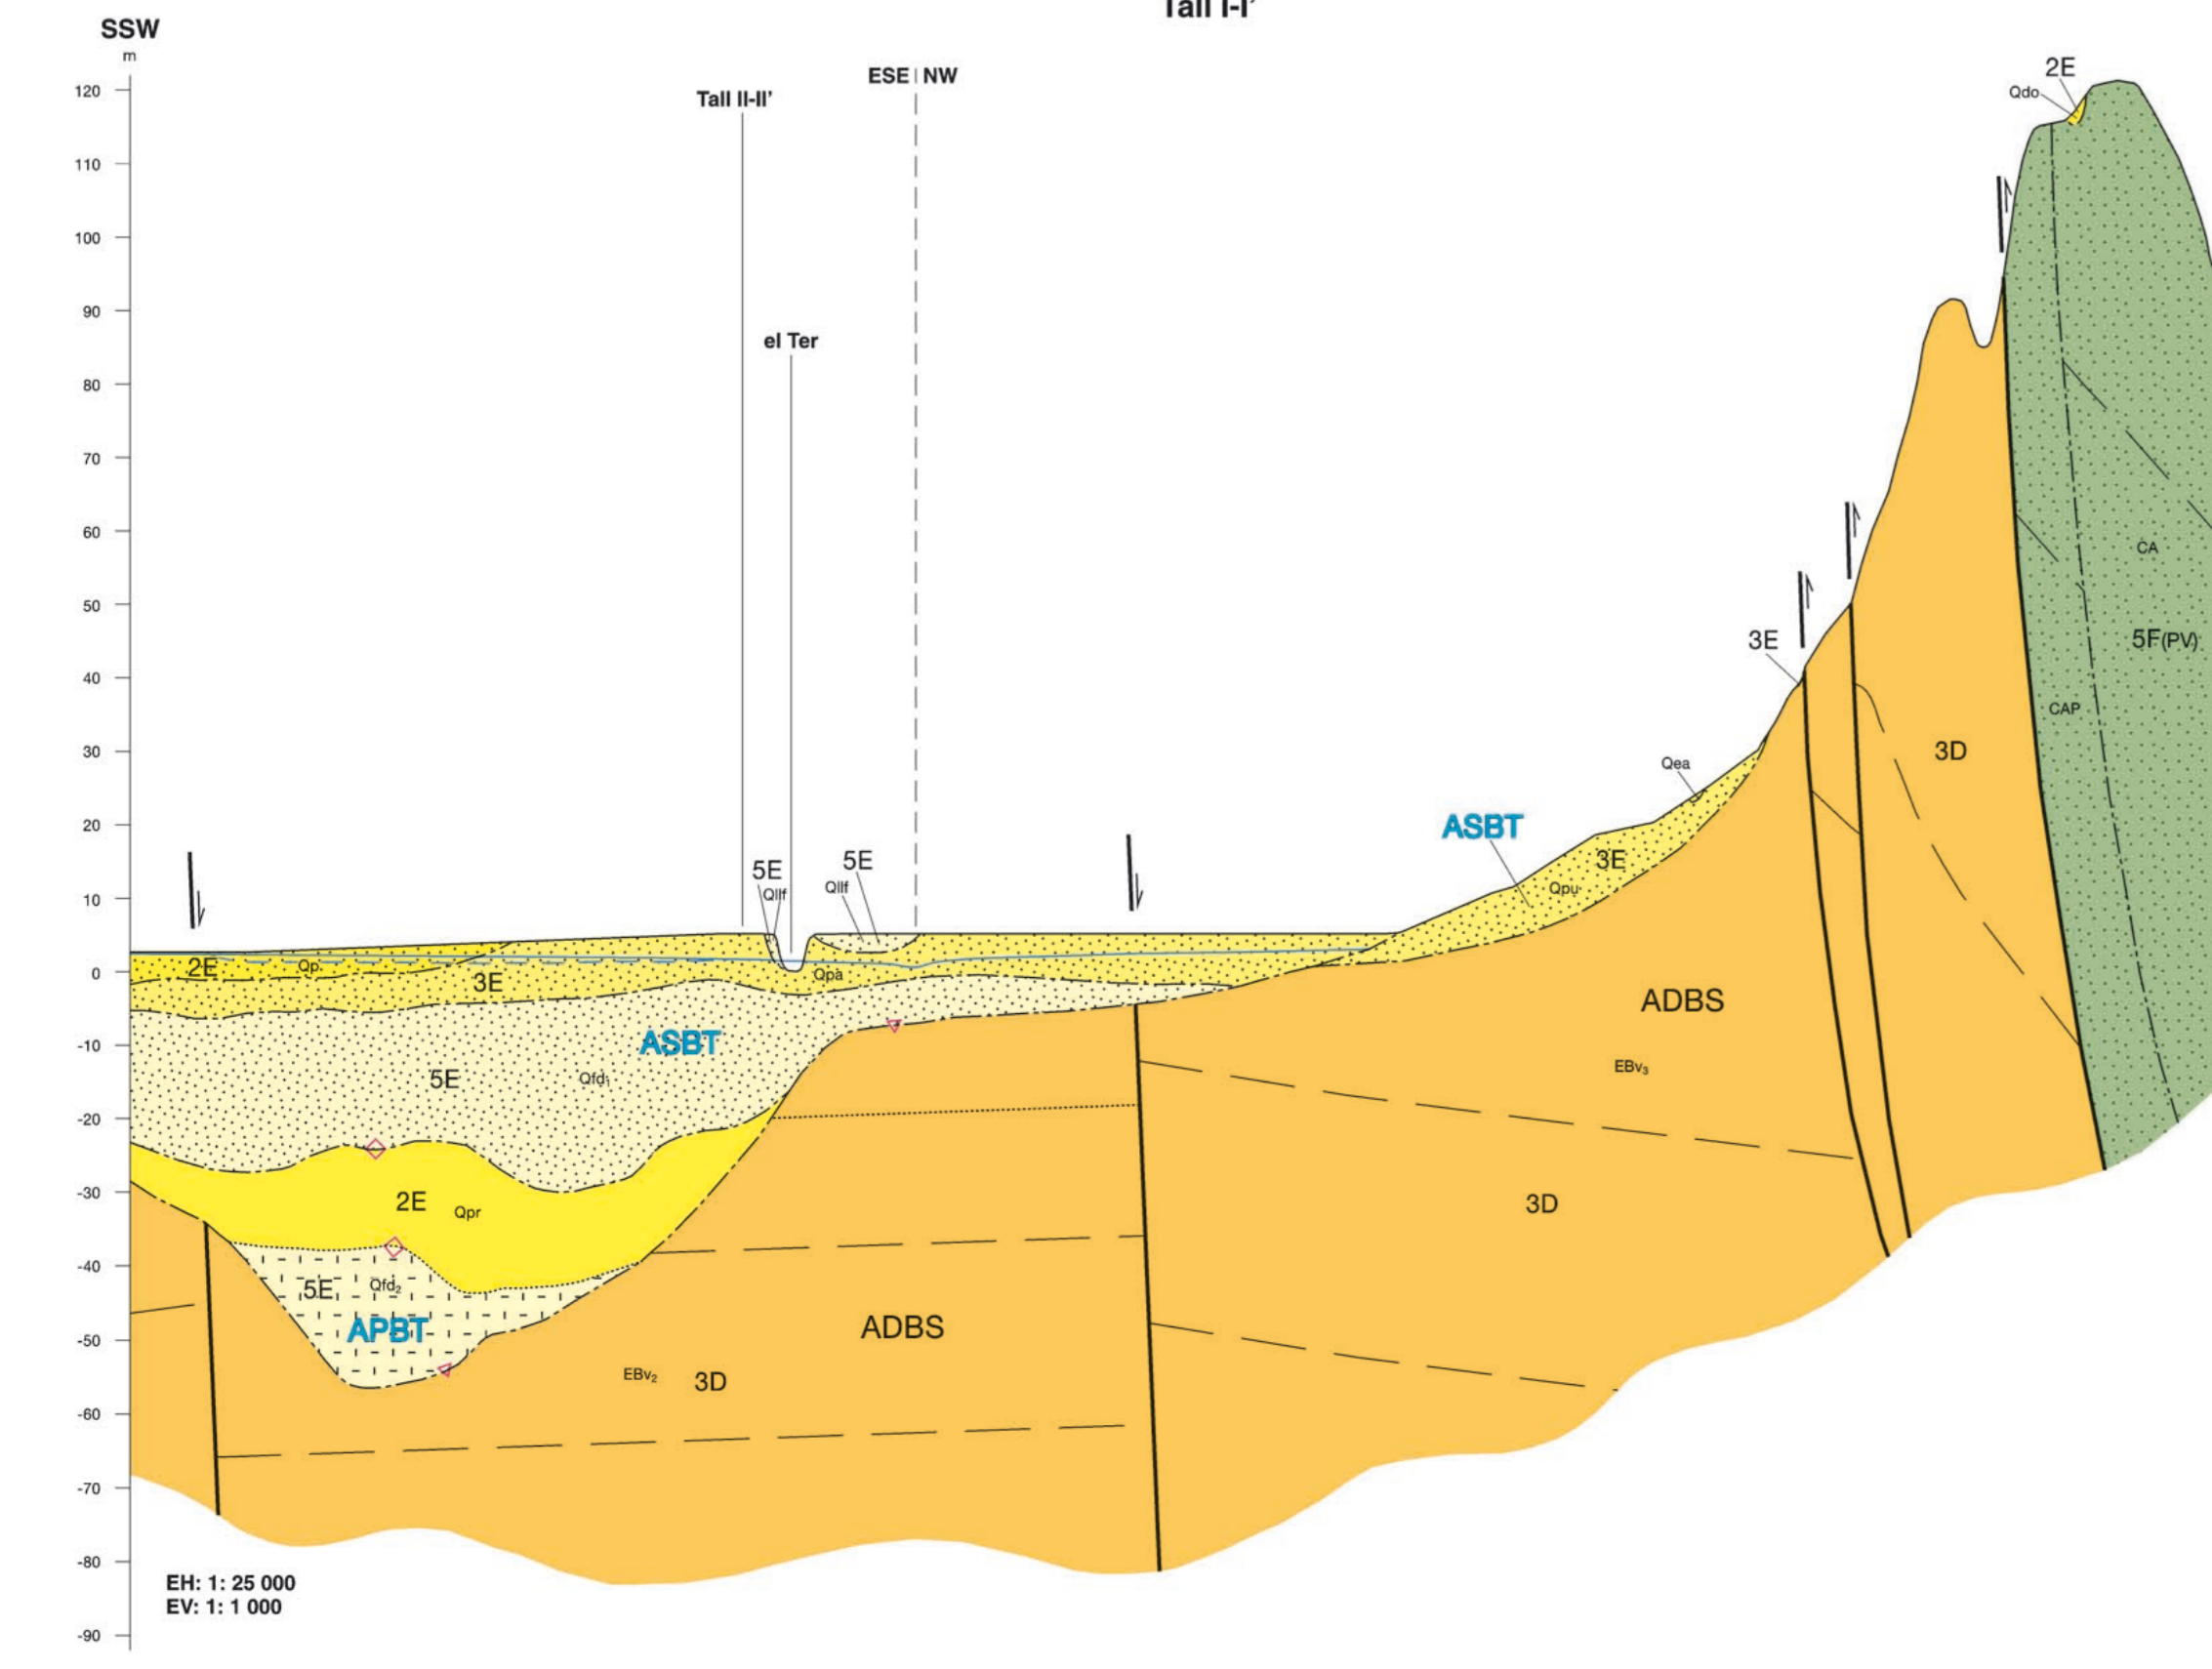 Tall I-I'
SSW
m
ESE NW
Tall II-II'
el Ter
2E
Qdo
120
110
100
90
80
70
60
50
40
30
20
10
0
-10
-20
-30
-40
-50
-60
-70
-80
-90
CA
5F(PV)
CAP
3E
3D
Qea
ASBT
3E
Qpu
5E
Qllf
5E
Qllf
2E
Qp
3E
Qpa
ASBT
5E
Qfd1
ADBS
EBv3
3D
2E
Qpr
5E
Qfd2
APBT
ADBS
EBv2
3D
EH: 1: 25 000
EV: 1: 1 000